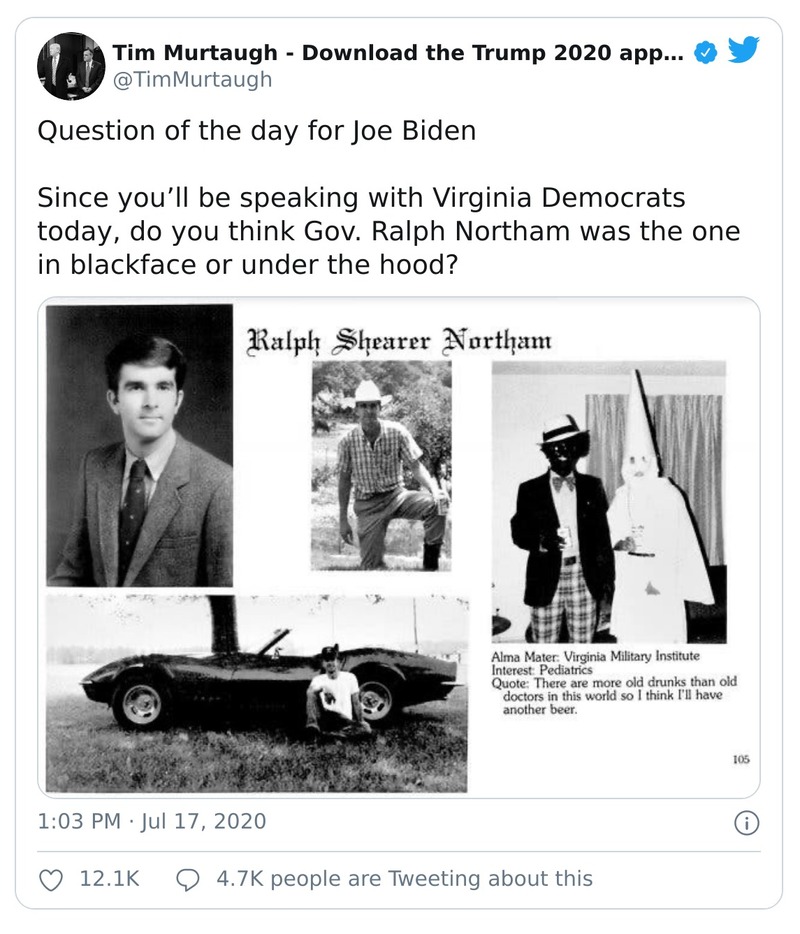 Tim Murtaugh - Download the Trump 2020 app...
@TimMurtaugh
Question of the day for Joe Biden
Since you’ll be speaking with Virginia Democrats
today, do you think Gov. Ralph Northam was the one
in blackface or under the hood?
Ralph Shearer Northam
Alma Mater: Virginia Military Institute
Interest: Pediatrics
Quote: There are more old drunks than old
doctors in this world so I think I'll have
another beer.
105
1:03 PM · Jul 17, 2020
12.1K
4.7K people are Tweeting about this